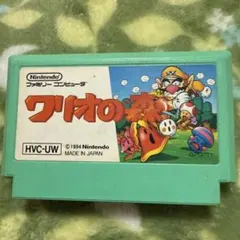 Nintendo
ファミリー コンピュータ
ワリオの森
HVC-UW
© 1994 Nintendo
MADE IN JAPAN